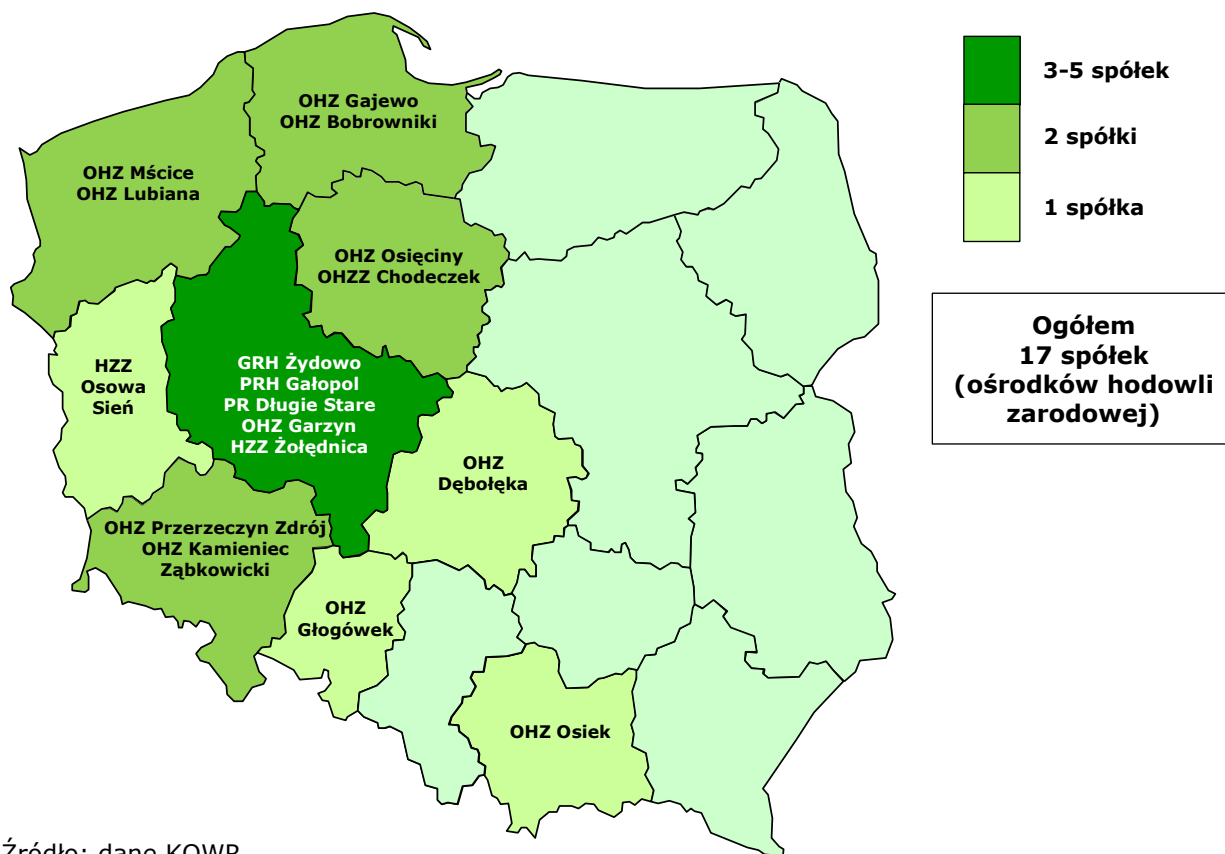 OHZ Gajewo
OHZ Bobrowniki
OHZ Mścice
OHZ Lubiana
OHZ Osięciny
OHZZ Chodeczek
HZZ
Osowa
Sień
GRH Żydowo
PRH Gałopol
PR Długie Stare
OHZ Garzyn
HZZ Żołędnica
OHZ
Dębołęka
OHZ Przerzeczyn Zdrój
OHZ Kamieniec
Ząbkowicki
OHZ
Głogówek
OHZ Osiek
3-5 spółek
2 spółki
1 spółka
Ogółem
17 spółek
(ośrodków hodowli
zarodowej)
Źródło: dane KOWR